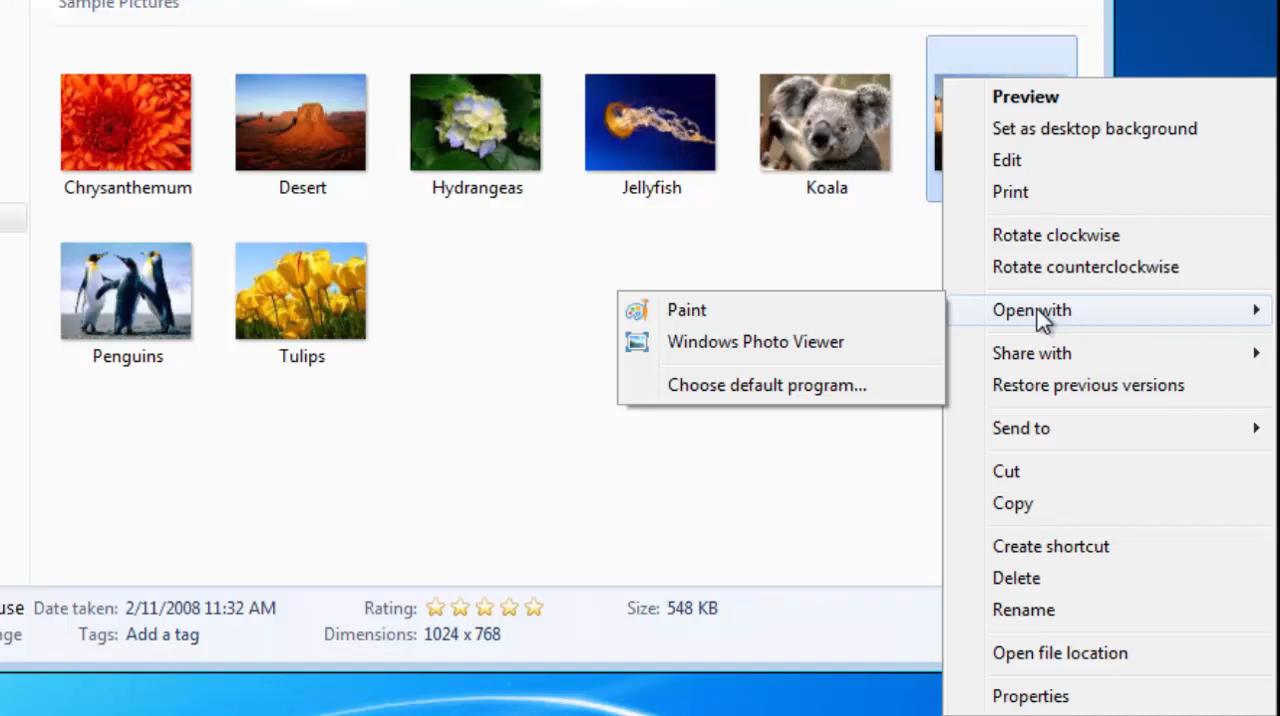 Sample Pictures
Chrysanthemum
Desert
Hydrangeas
Jellyfish
Koala
Penguins
Tulips
Preview
Set as desktop background
Edit
Print
Rotate clockwise
Rotate counterclockwise
Open with
Share with
Restore previous versions
Send to
Cut
Copy
Create shortcut
Delete
Rename
Open file location
Properties
Paint
Windows Photo Viewer
Choose default program...
use Date taken: 2/11/2008 11:32 AM Rating: Size: 548 KB
ge Tags: Add a tag Dimensions: 1024 x 768